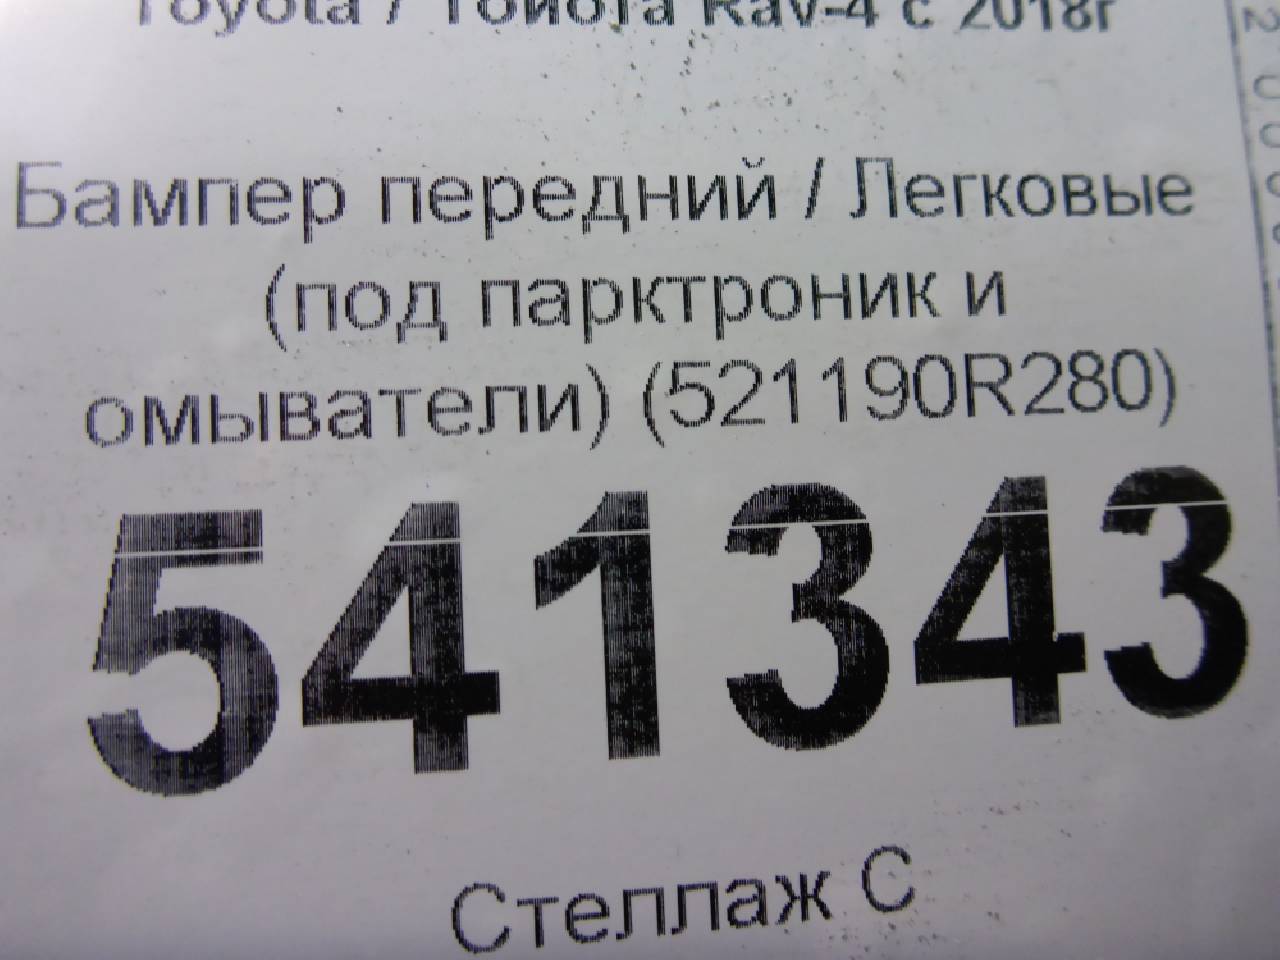 Toyota / Тойота Rav-4 с 2018г
Бампер передний / Легковые
(под парктроник и
омыватели) (521190R280)
541343
Стеллаж С